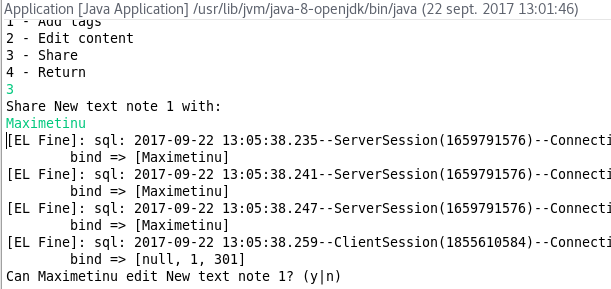 Application [Java Application] /usr/lib/jvm/java-8-openjdk/bin/java (22 sept. 2017 13:01:46)
1 - Add tags
2 - Edit content
3 - Share
4 - Return
3
Share New text note 1 with:
Maximetinu
[EL Fine]: sql: 2017-09-22 13:05:38.235--ServerSession(1659791576)--Connecti
bind => [Maximetinu]
[EL Fine]: sql: 2017-09-22 13:05:38.241--ServerSession(1659791576)--Connecti
bind => [Maximetinu]
[EL Fine]: sql: 2017-09-22 13:05:38.247--ServerSession(1659791576)--Connecti
bind => [Maximetinu]
[EL Fine]: sql: 2017-09-22 13:05:38.259--ClientSession(1855610584)--Connecti
bind => [null, 1, 301]
Can Maximetinu edit New text note 1? (y|n)